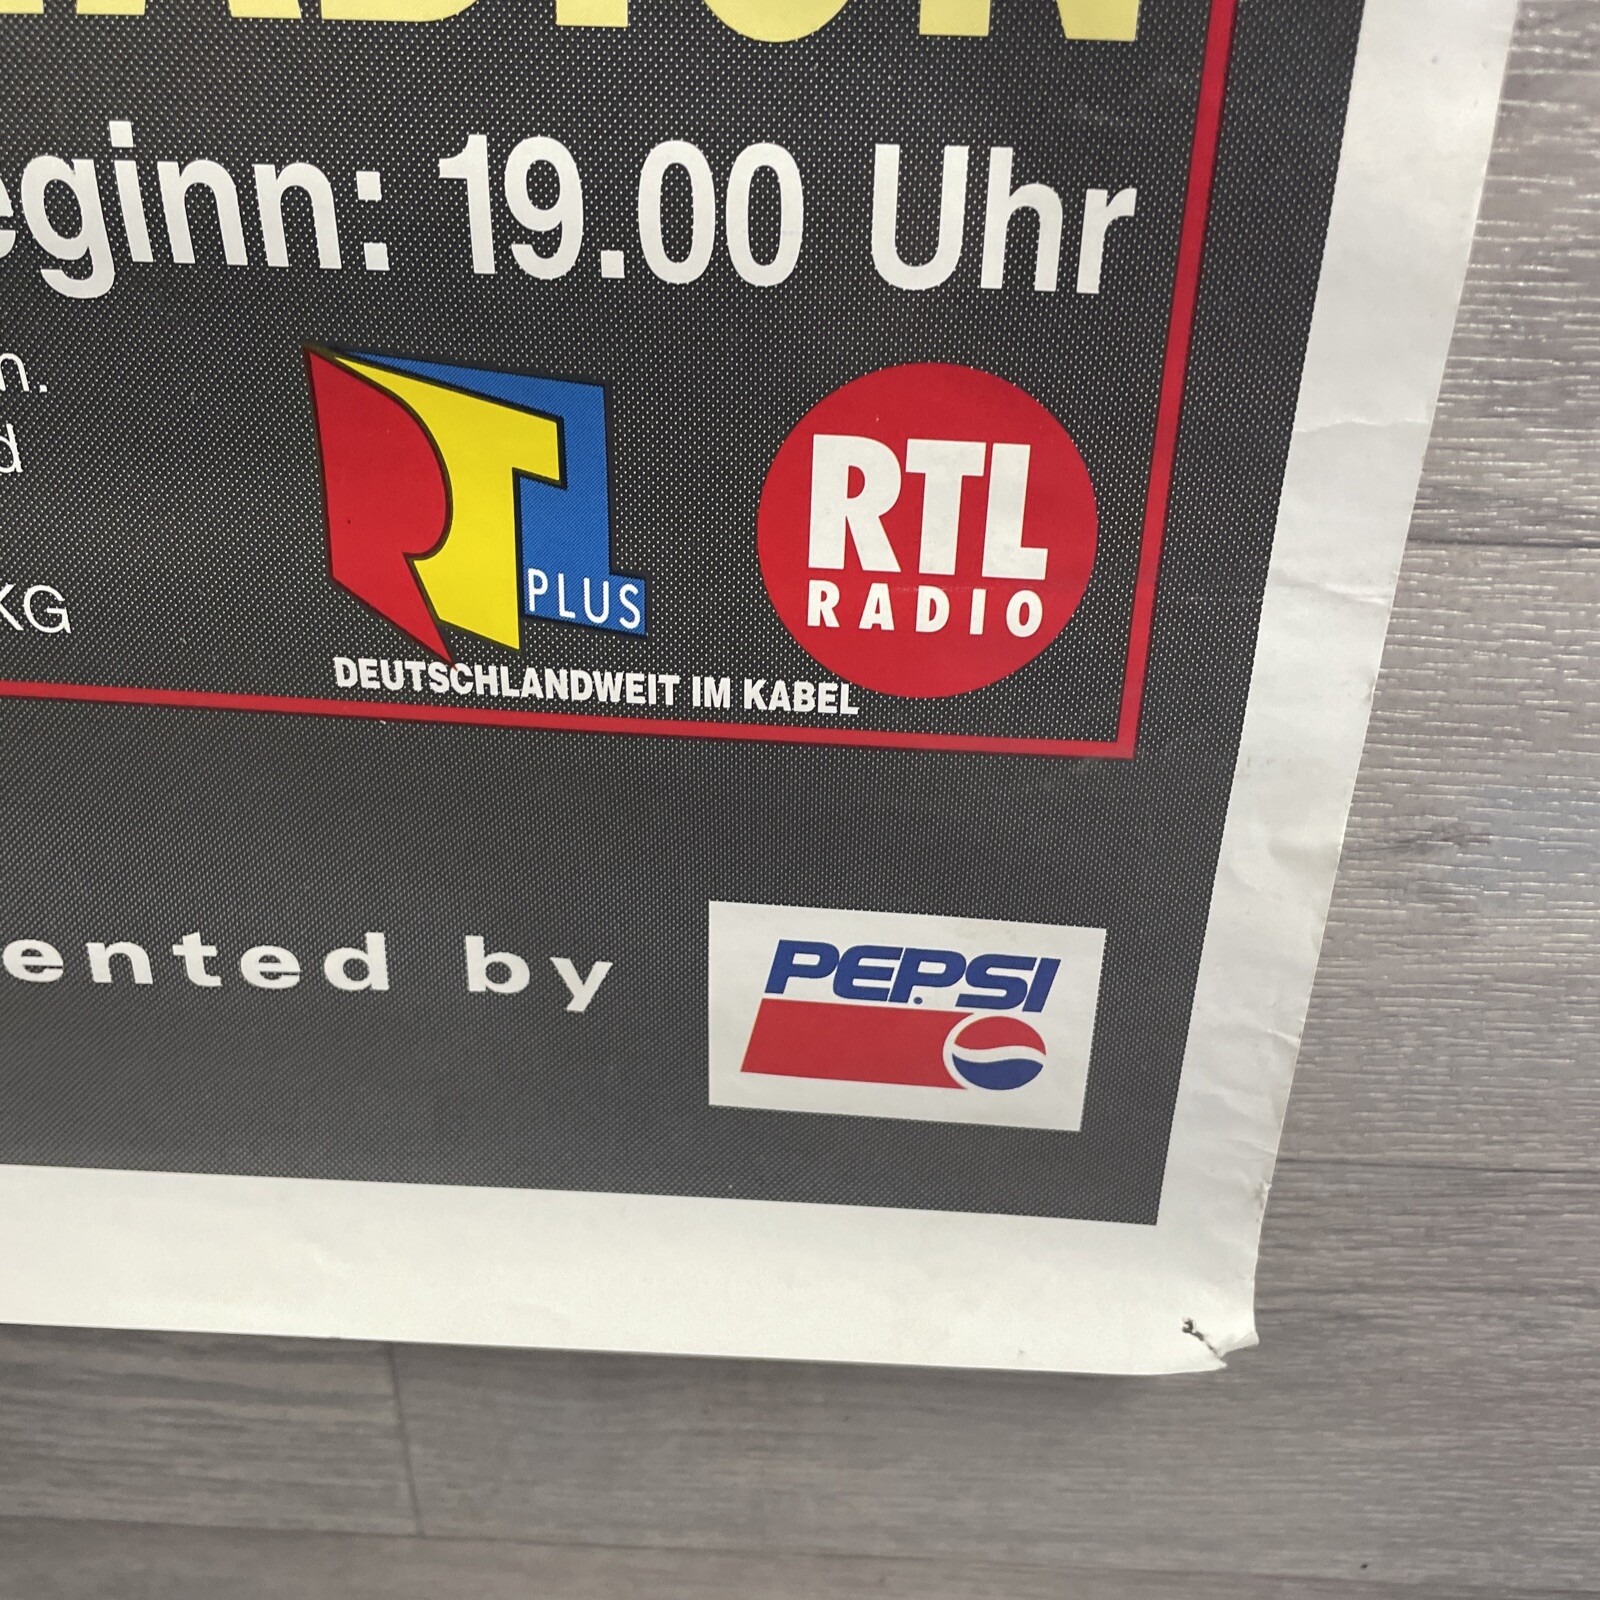 eginn: 19.00 Uhr
n.
d
KG
RTL
PLUS
DEUTSCHLANDWEIT IM KABEL
RTL
RADIO
ented by
PEPSI